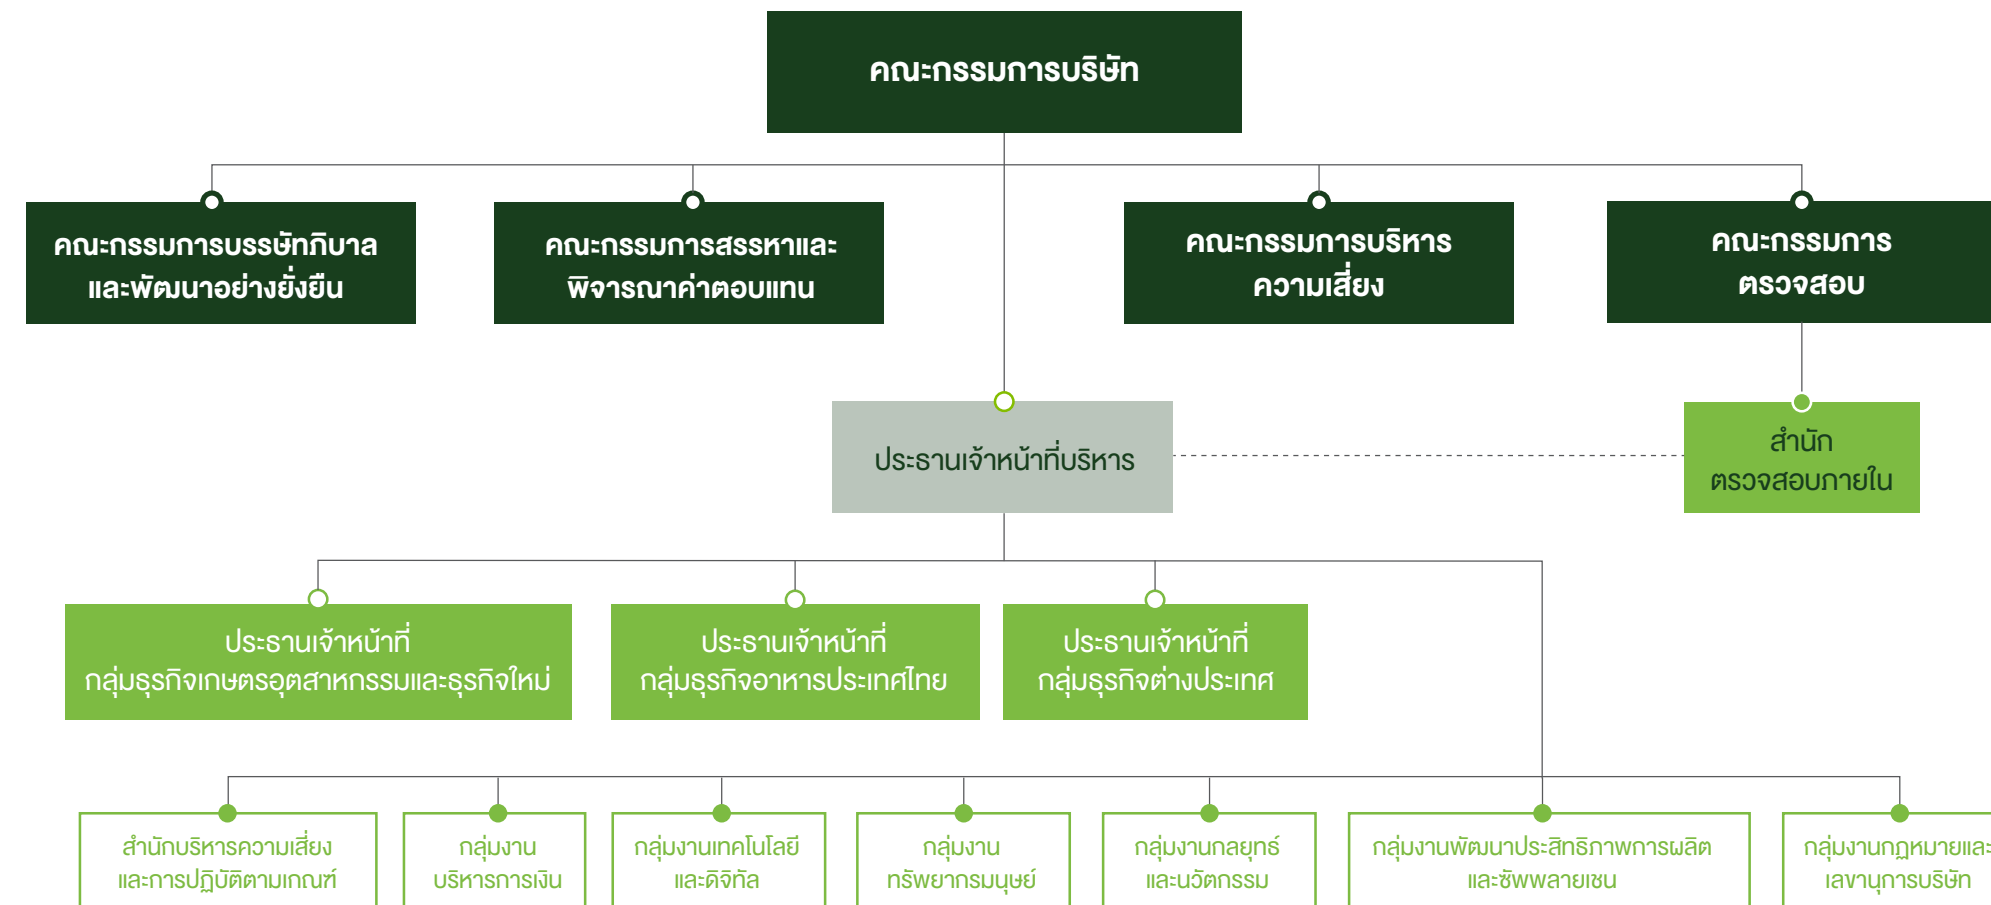 คณะกรรมการบริษัท
คณะกรรมการบรรษัทภิบาล
และพัฒนาอย่างยั่งยืน
คณะกรรมการสรรหาและ
พิจารณาค่าตอบแทน
คณะกรรมการบริหาร
ความเสี่ยง
คณะกรรมการ
ตรวจสอบ
ประธานเจ้าหน้าที่บริหาร
สำนัก
ตรวจสอบภายใน
ประธานเจ้าหน้าที่
กลุ่มธุรกิจเกษตรอุตสาหกรรมและธุรกิจใหม่
ประธานเจ้าหน้าที่
กลุ่มธุรกิจอาหารประเทศไทย
ประธานเจ้าหน้าที่
กลุ่มธุรกิจต่างประเทศ
สำนักบริหารความเสี่ยง
และการปฏิบัติตามเกณฑ์
กลุ่มงาน
บริหารการเงิน
กลุ่มงานเทคโนโลยี
และดิจิทัล
กลุ่มงาน
ทรัพยากรมนุษย์
กลุ่มงานกลยุทธ์
และนวัตกรรม
กลุ่มงานพัฒนาประสิทธิภาพการผลิต
และซัพพลายเชน
กลุ่มงานกฎหมายและ
เลขานุการบริษัท